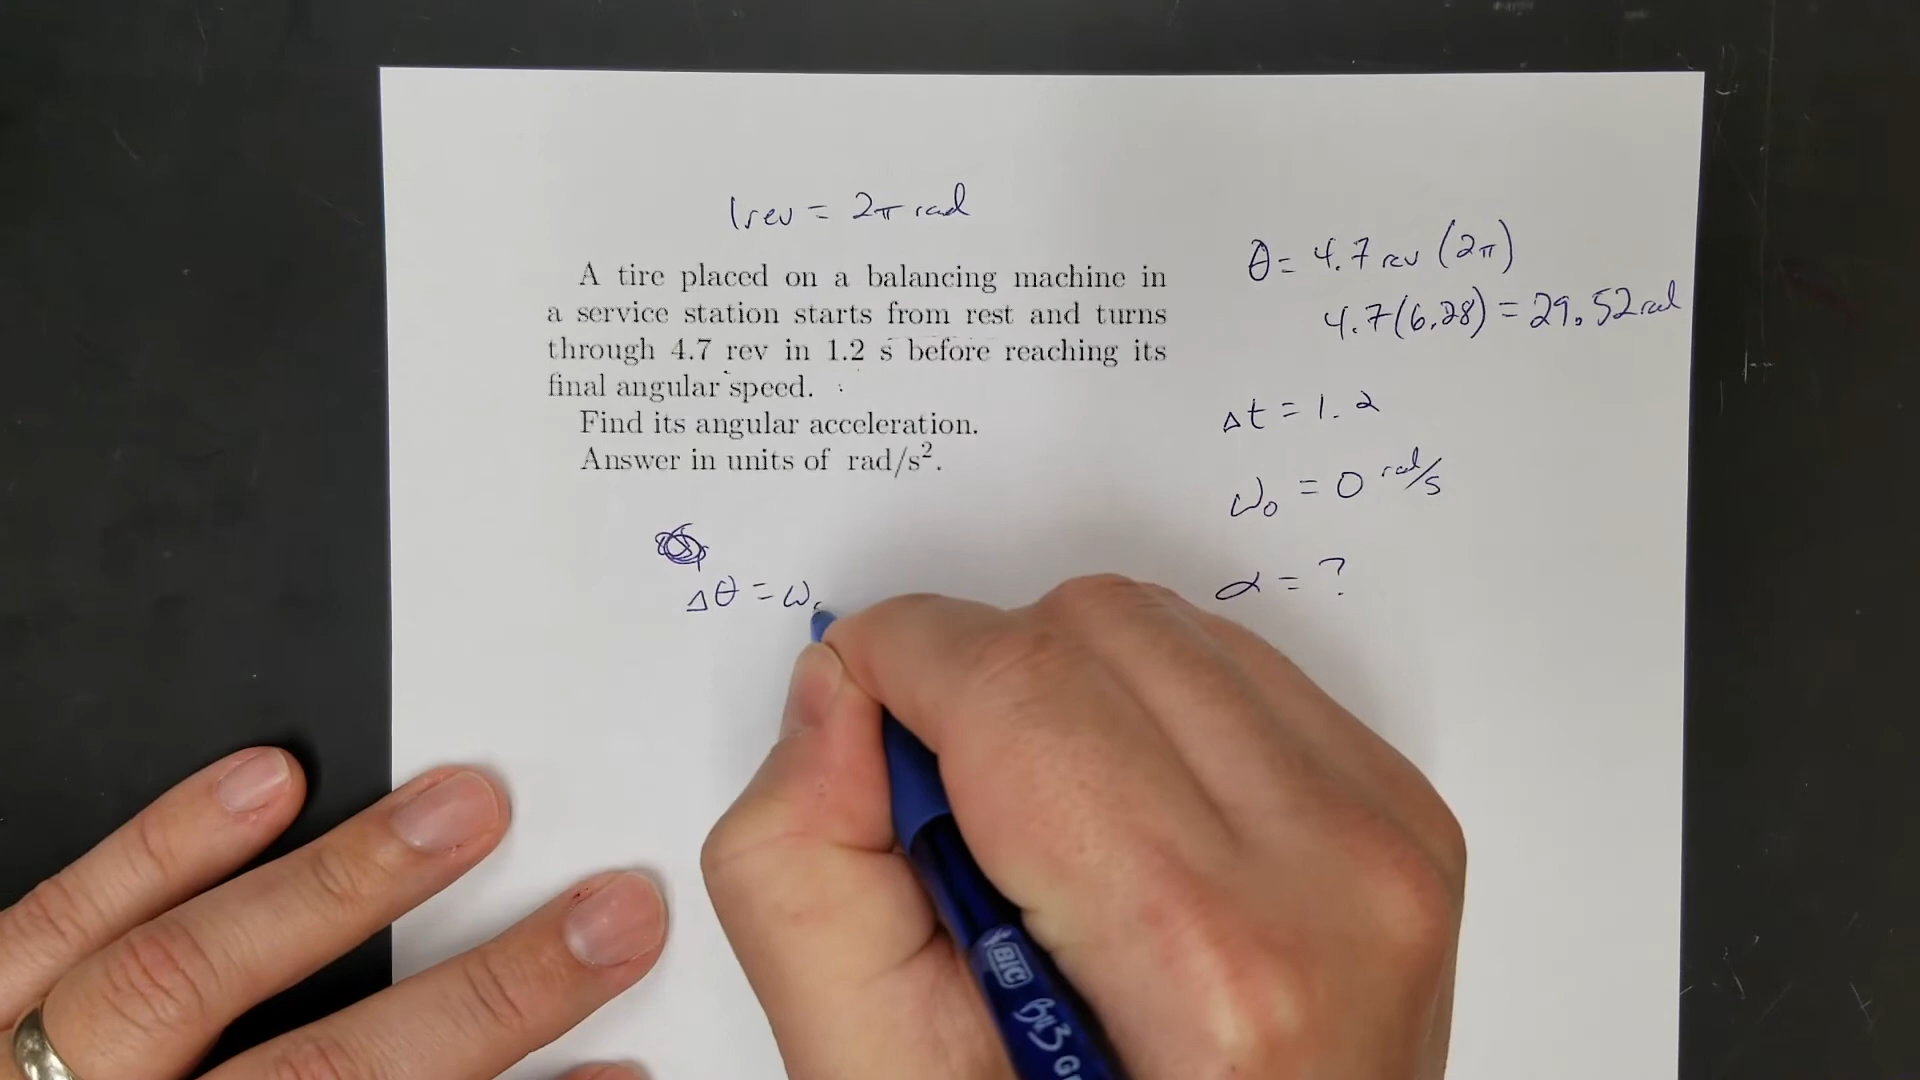 1rev = 2π rad
A tire placed on a balancing machine in
a service station starts from rest and turns
through 4.7 rev in 1.2 s before reaching its
final angular speed.
Find its angular acceleration.
Answer in units of rad/s².
θ = 4.7 rev (2π)
4.7(6.28) = 29.52 rad
Δt = 1.2
ω₀ = 0 rad/s
α = ?
Δθ = ω
BIC